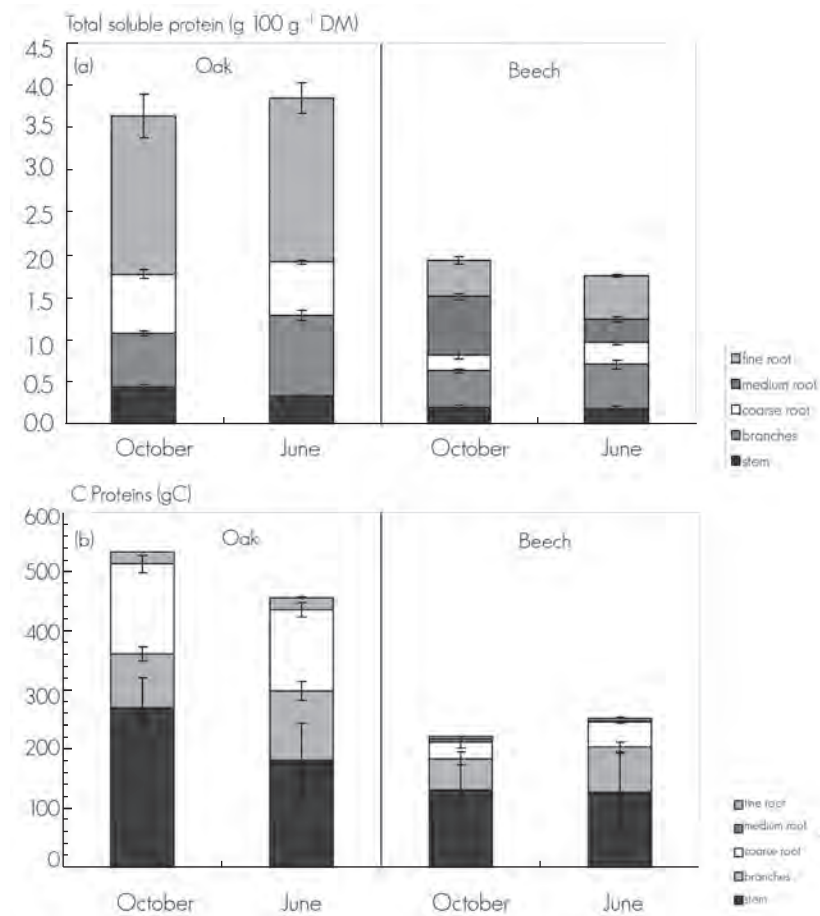 Total soluble protein (g 100 g ⁻¹ DM)
4.5
(a) Oak Beech
4.0
3.5
3.0
2.5
2.0
1.5
1.0
0.5
0.0
October June October June
fine root
medium root
coarse root
branches
stem
C Proteins (gC)
600
(b) Oak Beech
500
400
300
200
100
0
October June October June
fine root
medium root
coarse root
branches
stem